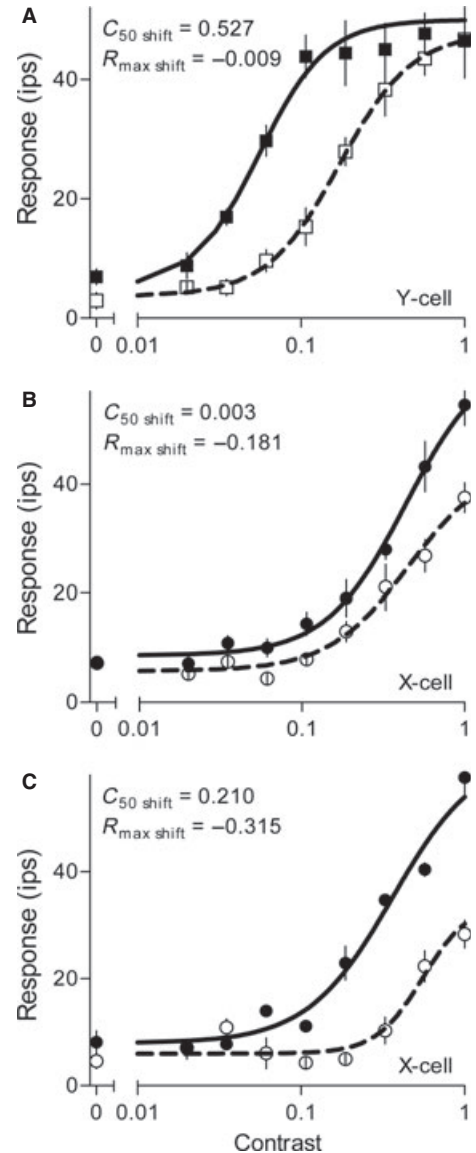 A
C50 shift = 0.527
Rmax shift = −0.009
Response (ips)
40
20
0
Y-cell
0 0.01 0.1 1
B
C50 shift = 0.003
Rmax shift = −0.181
Response (ips)
40
20
0
X-cell
0 0.01 0.1 1
C
C50 shift = 0.210
Rmax shift = −0.315
Response (ips)
40
20
0
X-cell
0 0.01 0.1 1
Contrast